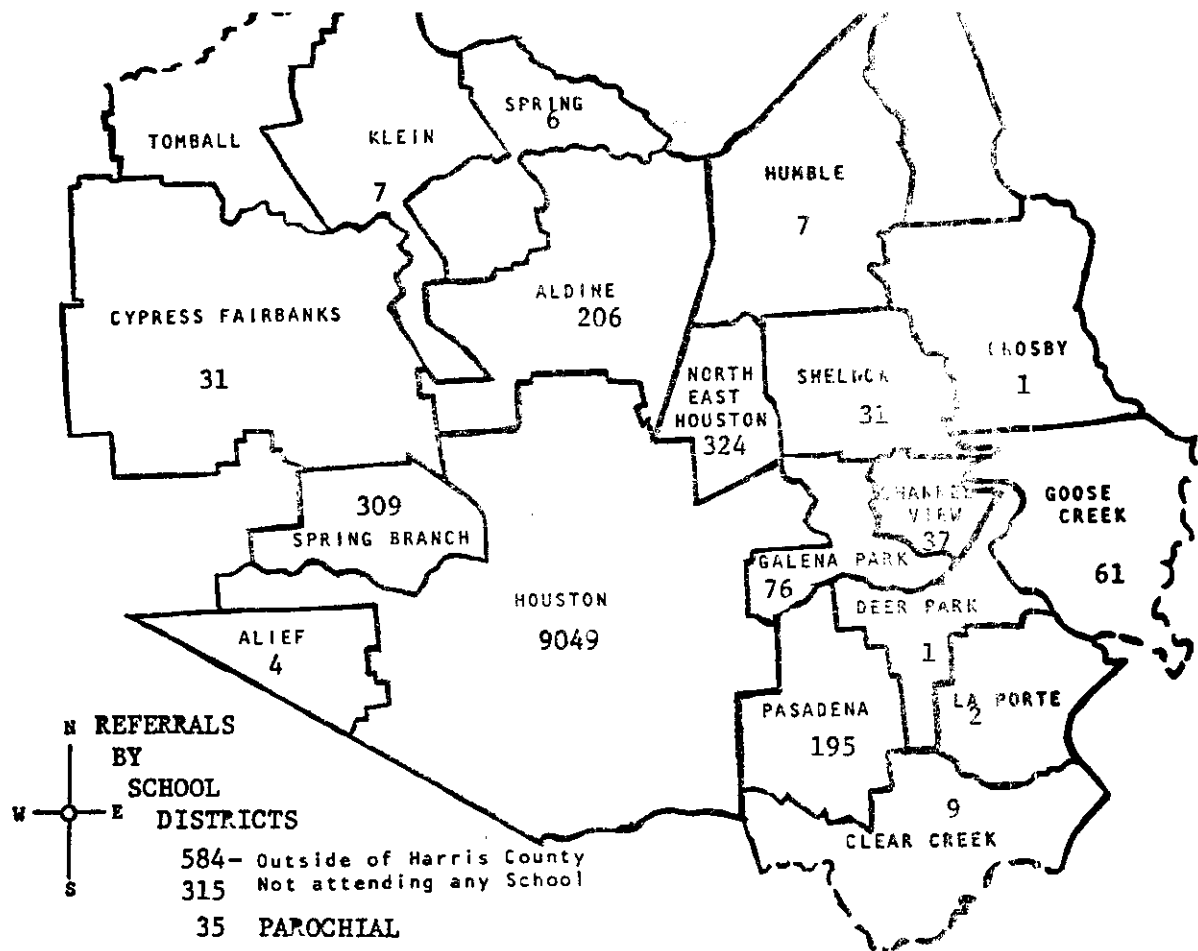 SPRING
6
TOMBALL
KLEIN
7
HUMBLE
7
CYPRESS FAIRBANKS
31
ALDINE
206
NORTH
EAST
HOUSTON
324
31
CROSBY
1
309
SPRING BRANCH
VIEW
37
GOOSE
CREEK
61
GALENA PARK
76
DEER PARK
1
HOUSTON
9049
ALIEF
4
LA PORTE
2
PASADENA
195
9
CLEAR CREEK
N
W E
S
REFERRALS
BY
SCHOOL
DISTRICTS
584- Outside of Harris County
315 Not attending any School
35 PAROCHIAL